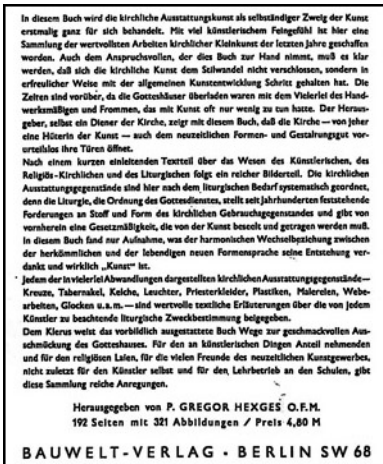 In diesem Buch wird die kirchliche Ausstattungskunst als selbständiger Zweig der Kunst
erstmalig ganz für sich behandelt. Mit viel künstlerischem Feingefühl ist hier eine
Sammlung der wertvollsten Arbeiten kirchlicher Kleinkunst der letzten Jahre geschaffen
worden. Auch dem Anspruchsvollen, der dies Buch zur Hand nimmt, muß es klar
werden, daß sich die kirchliche Kunst dem Stilwandel nicht verschlossen, sondern in
erfreulicher Weise mit der allgemeinen Kunstentwicklung Schritt gehalten hat. Die
Zeiten sind vorüber, da die Gotteshäuser überladen waren mit dem Vielerlei des Hand-
werksmäßigen und Frommen, das mit Kunst oft nur wenig zu tun hatte. Der Heraus-
geber, selbst ein Diener der Kirche, zeigt mit diesem Buch, daß die Kirche — von jeher
eine Hüterin der Kunst — auch dem neuzeitlichen Formen- und Gestaltungsgut vor-
urteilslos ihre Türen öffnet.
Nach einem kurzen einleitenden Textteil über das Wesen des Künstlerischen, des
Religiös-Kirchlichen und des Liturgischen folgt ein reicher Bilderteil. Die kirchlichen
Ausstattungsgegenstände sind hier nach dem liturgischen Bedarf systematisch geordnet,
denn die Liturgie, die Ordnung des Gottesdienstes, stellt seit Jahrhunderten feststehende
Forderungen an Stoff und Form des kirchlichen Gebrauchsgegenstandes und gibt von
vornherein eine Gesetzmäßigkeit, die von der Kunst beseelt und getragen werden muß.
In diesem Buch fand nur Aufnahme, was der harmonischen Wechselbeziehung zwischen
der herkömmlichen und der lebendigen neuen Formensprache seine Entstehung ver-
dankt und wirklich „Kunst" ist.
Jedem der in vielerlei Abwandlungen dargestellten kirchlichen Ausstattungsgegenstände—
Kreuze, Tabernakel, Kelche, Leuchter, Priesterkleider, Plastiken, Malereien, Webe-
arbeiten, Glocken u. a. m. — sind wertvolle textliche Erläuterungen über die von jedem
Künstler zu beachtende liturgische Zweckbestimmung beigegeben.
Dem Klerus weist das vorbildlich ausgestattete Buch Wege zur geschmackvollen Aus-
schmückung des Gotteshauses. Für den an künstlerischen Dingen Anteil nehmenden
und für den religiösen Laien, für die vielen Freunde des neuzeitlichen Kunstgewerbes,
nicht zuletzt für den Künstler selbst und für den Lehrbetrieb an den Schulen, gibt
diese Sammlung reiche Anregungen.
Herausgegeben von P. GREGOR HEXGES O.F.M.
192 Seiten mit 321 Abbildungen / Preis 4,80 M
BAUWELT-VERLAG · BERLIN SW 68